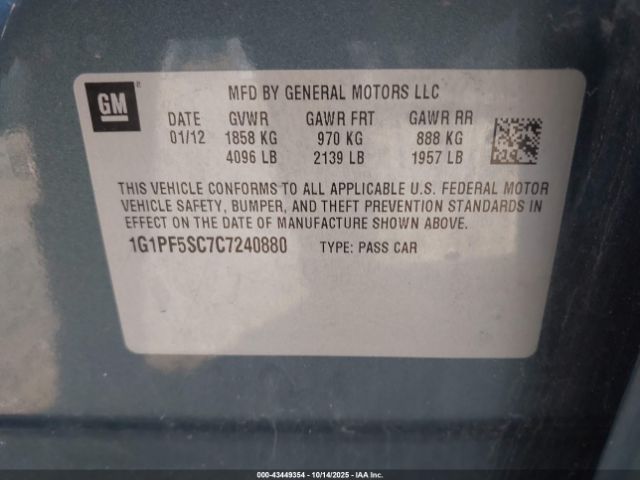 GM
MFD BY GENERAL MOTORS LLC
DATE GVWR GAWR FRT GAWR RR
01/12 1858 KG 970 KG 888 KG
4096 LB 2139 LB 1957 LB
THIS VEHICLE CONFORMS TO ALL APPLICABLE U.S. FEDERAL MOTOR
VEHICLE SAFETY, BUMPER, AND THEFT PREVENTION STANDARDS IN
EFFECT ON THE DATE OF MANUFACTURE SHOWN ABOVE.
1G1PF5SC7C7240880 TYPE: PASS CAR
000-43449354 | 10/14/2025 | IAA Inc.